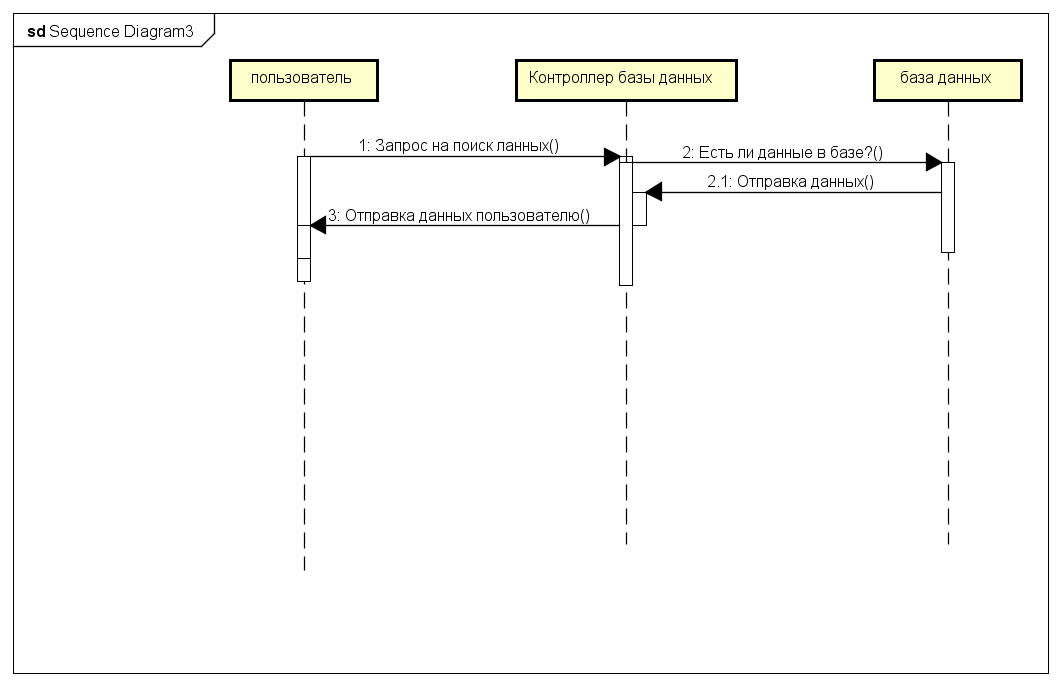 sd Sequence Diagram3
пользователь
Контроллер базы данных
база данных
1: Запрос на поиск ланных()
2: Есть ли данные в базе?()
2.1: Отправка данных()
3: Отправка данных пользователю()